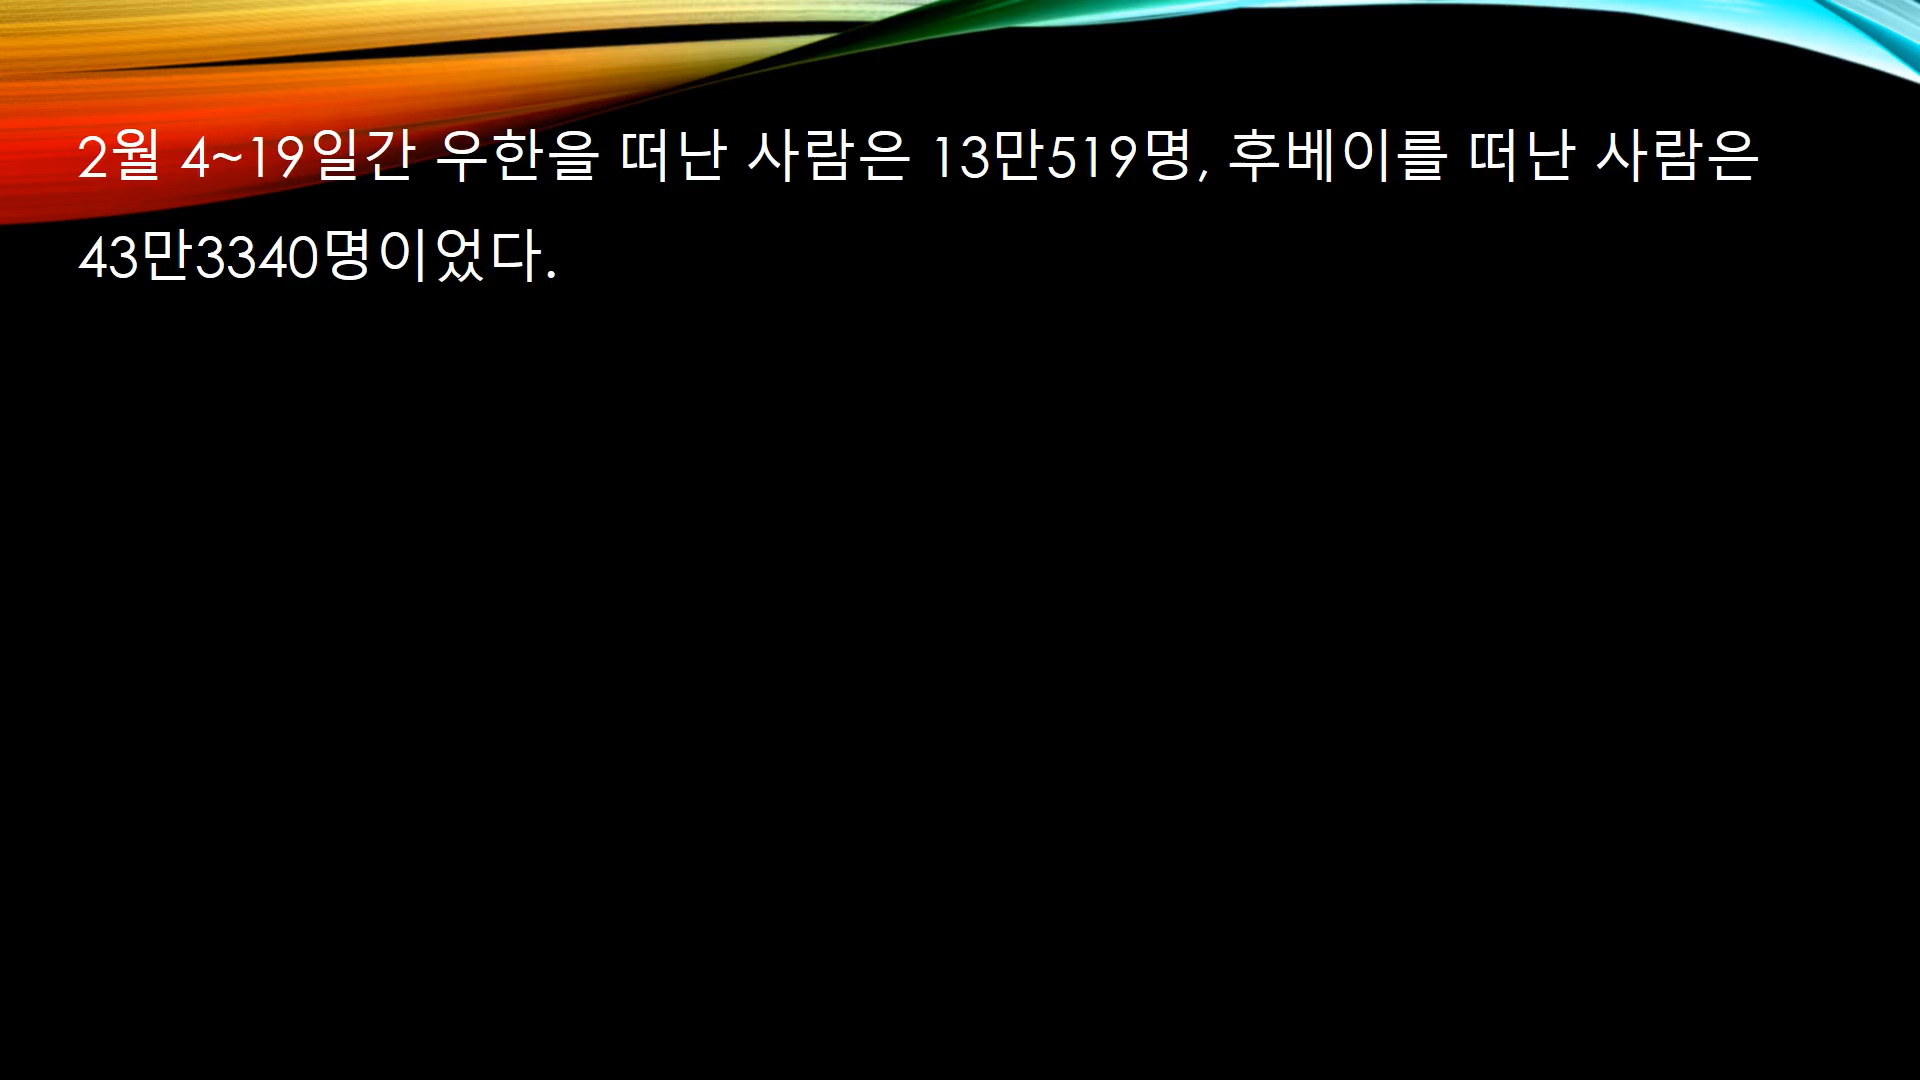 2월 4~19일간 우한을 떠난 사람은 13만519명, 후베이를 떠난 사람은
43만3340명이었다.